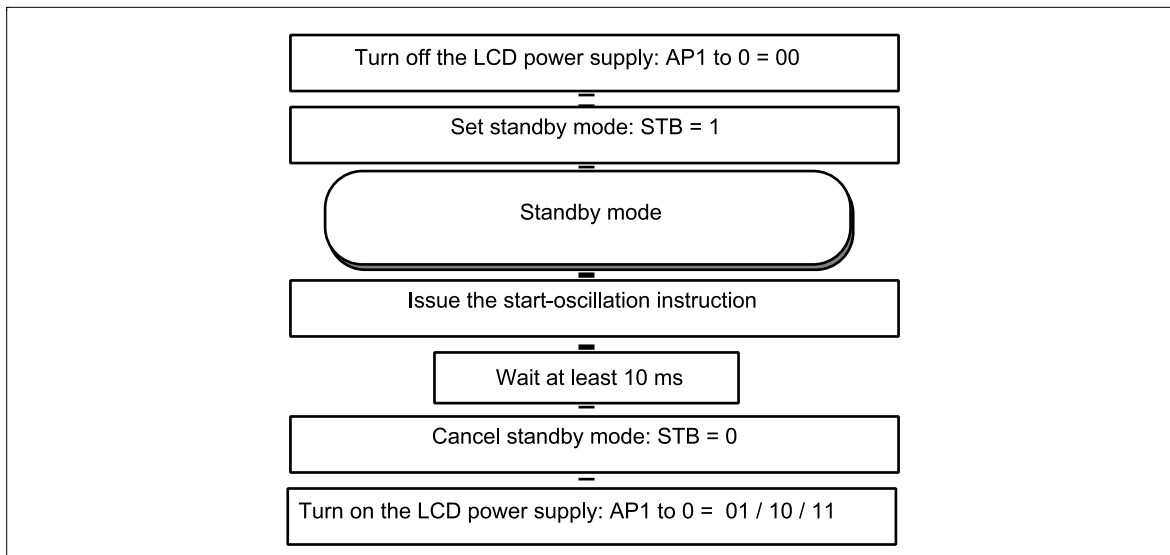 Turn off the LCD power supply: AP1 to 0 = 00
Set standby mode: STB = 1
Standby mode
Issue the start-oscillation instruction
Wait at least 10 ms
Cancel standby mode: STB = 0
Turn on the LCD power supply: AP1 to 0 = 01 / 10 / 11